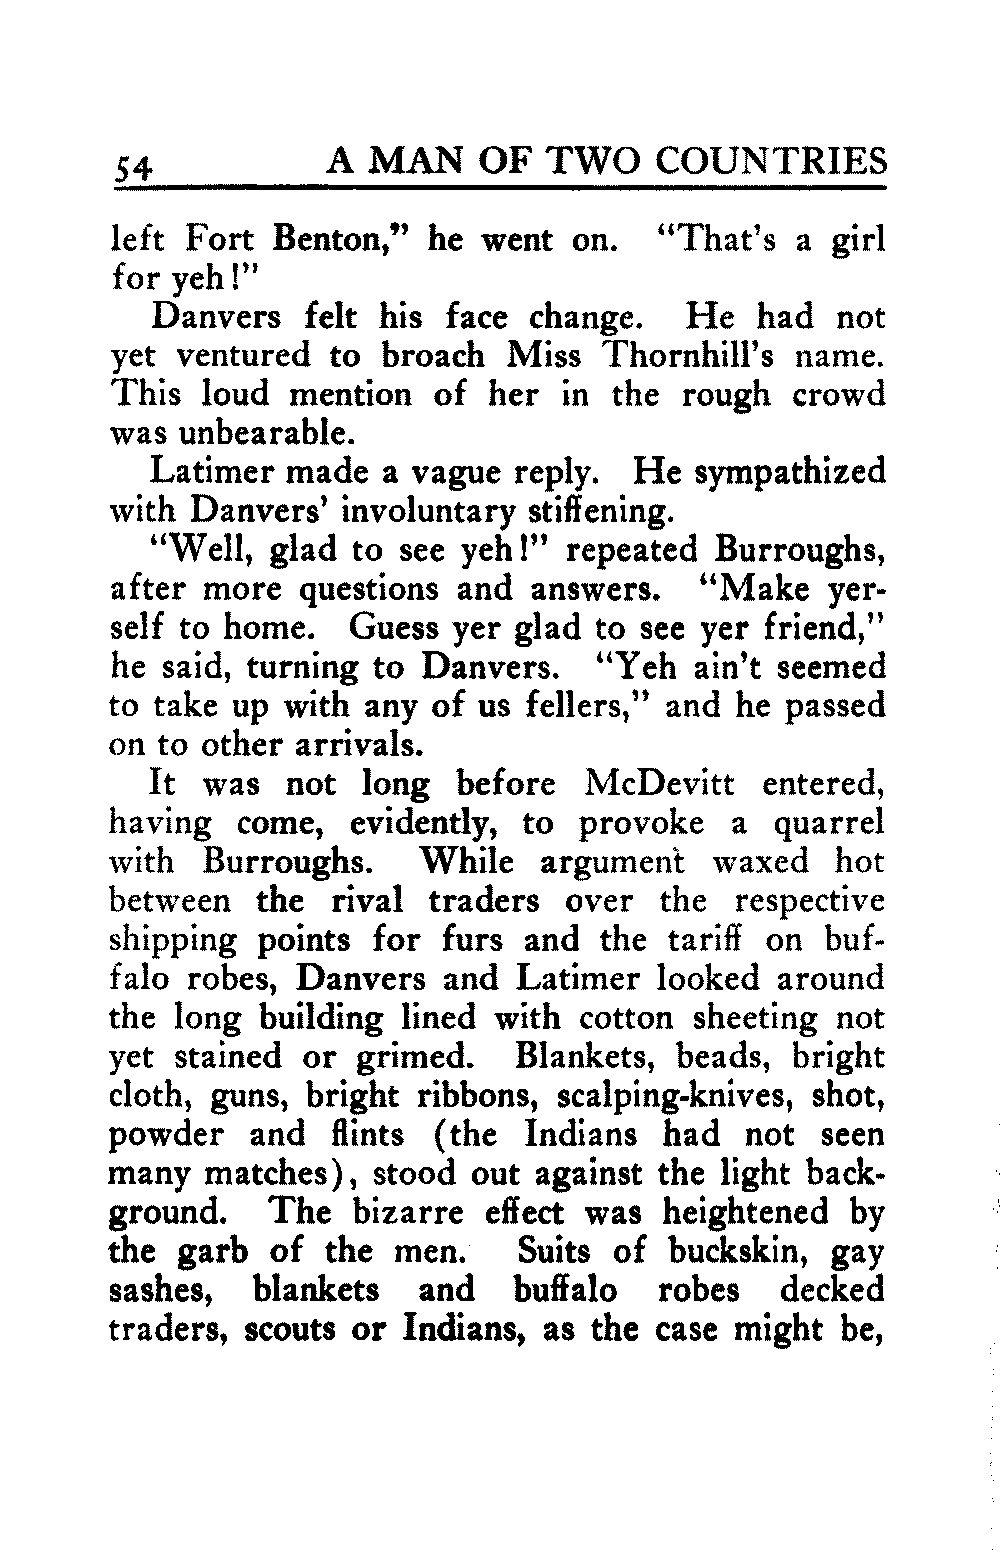 54 A MAN OF TWO COUNTRIES
left Fort Benton," he went on. "That's a girl
for yeh!"
Danvers felt his face change. He had not
yet ventured to broach Miss Thornhill's name.
This loud mention of her in the rough crowd
was unbearable.
Latimer made a vague reply. He sympathized
with Danvers' involuntary stiffening.
"Well, glad to see yeh!" repeated Burroughs,
after more questions and answers. "Make yer-
self to home. Guess yer glad to see yer friend,"
he said, turning to Danvers. "Yeh ain't seemed
to take up with any of us fellers," and he passed
on to other arrivals.
It was not long before McDevitt entered,
having come, evidently, to provoke a quarrel
with Burroughs. While argument waxed hot
between the rival traders over the respective
shipping points for furs and the tariff on buf-
falo robes, Danvers and Latimer looked around
the long building lined with cotton sheeting not
yet stained or grimed. Blankets, beads, bright
cloth, guns, bright ribbons, scalping-knives, shot,
powder and flints (the Indians had not seen
many matches), stood out against the light back-
ground. The bizarre effect was heightened by
the garb of the men. Suits of buckskin, gay
sashes, blankets and buffalo robes decked
traders, scouts or Indians, as the case might be,